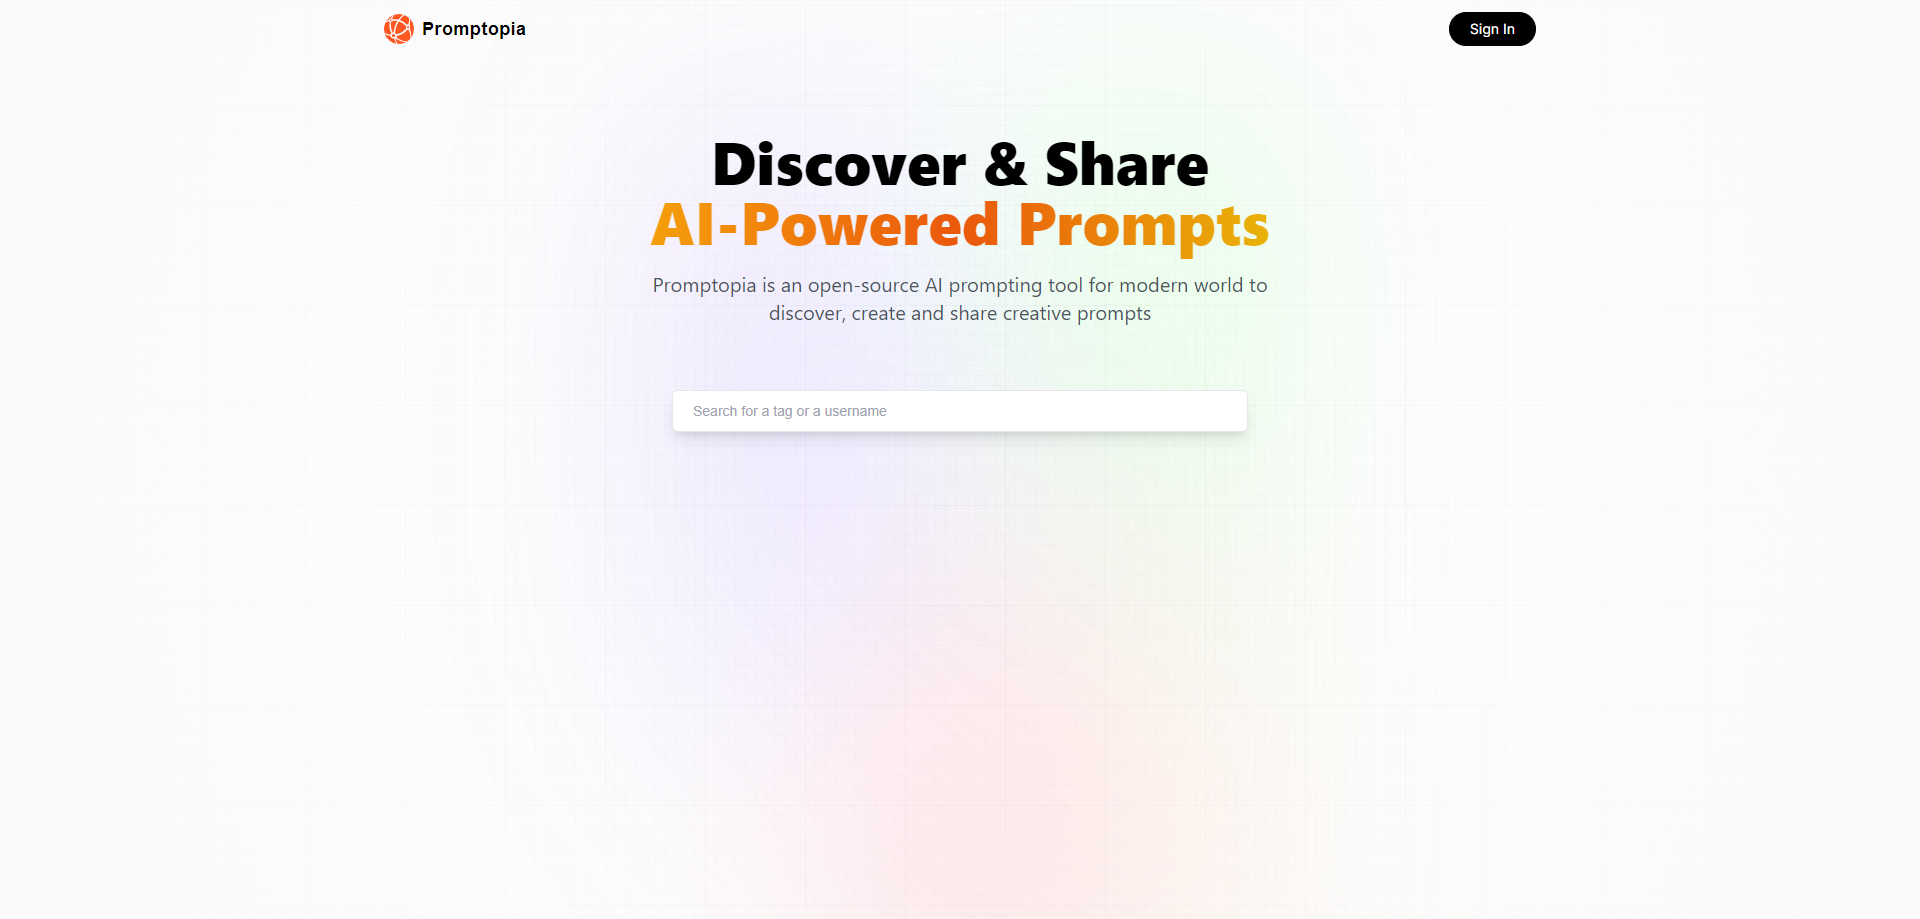 Promptopia
Sign In
Discover & Share
AI-Powered Prompts
Promptopia is an open-source AI prompting tool for modern world to
discover, create and share creative prompts
Search for a tag or a username